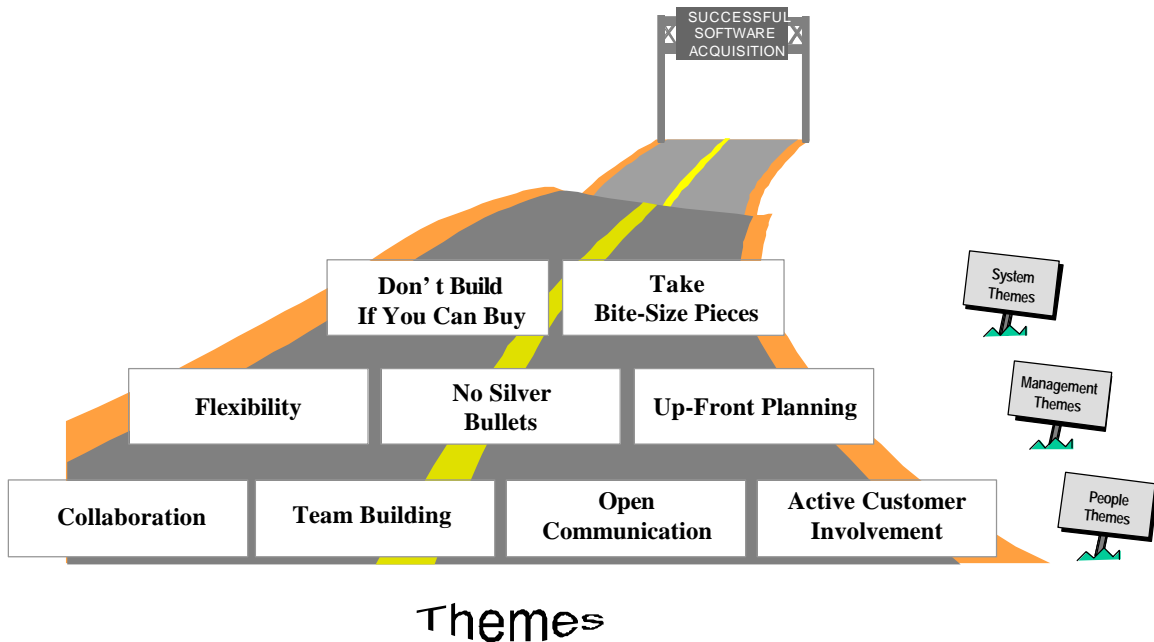 SUCCESSFUL
SOFTWARE
ACQUISITION
Don' t Build
If You Can Buy
Take
Bite-Size Pieces
System
Themes
Flexibility
No Silver
Bullets
Up-Front Planning
Management
Themes
Collaboration
Team Building
Open
Communication
Active Customer
Involvement
People
Themes
Themes